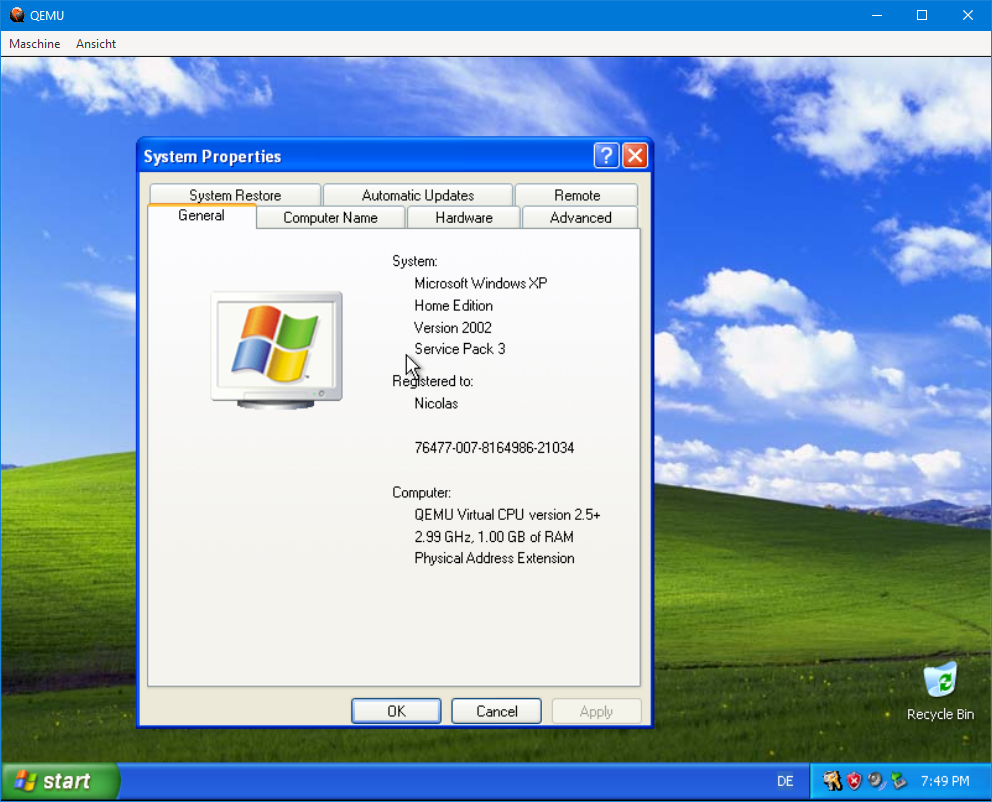 QEMU
Maschine Ansicht
System Properties
System Restore Automatic Updates Remote
General Computer Name Hardware Advanced
System:
Microsoft Windows XP
Home Edition
Version 2002
Service Pack 3
Registered to:
Nicolas
76477-007-8164986-21034
Computer:
QEMU Virtual CPU version 2.5+
2.99 GHz, 1.00 GB of RAM
Physical Address Extension
OK Cancel Apply
Recycle Bin
start DE 7:49 PM